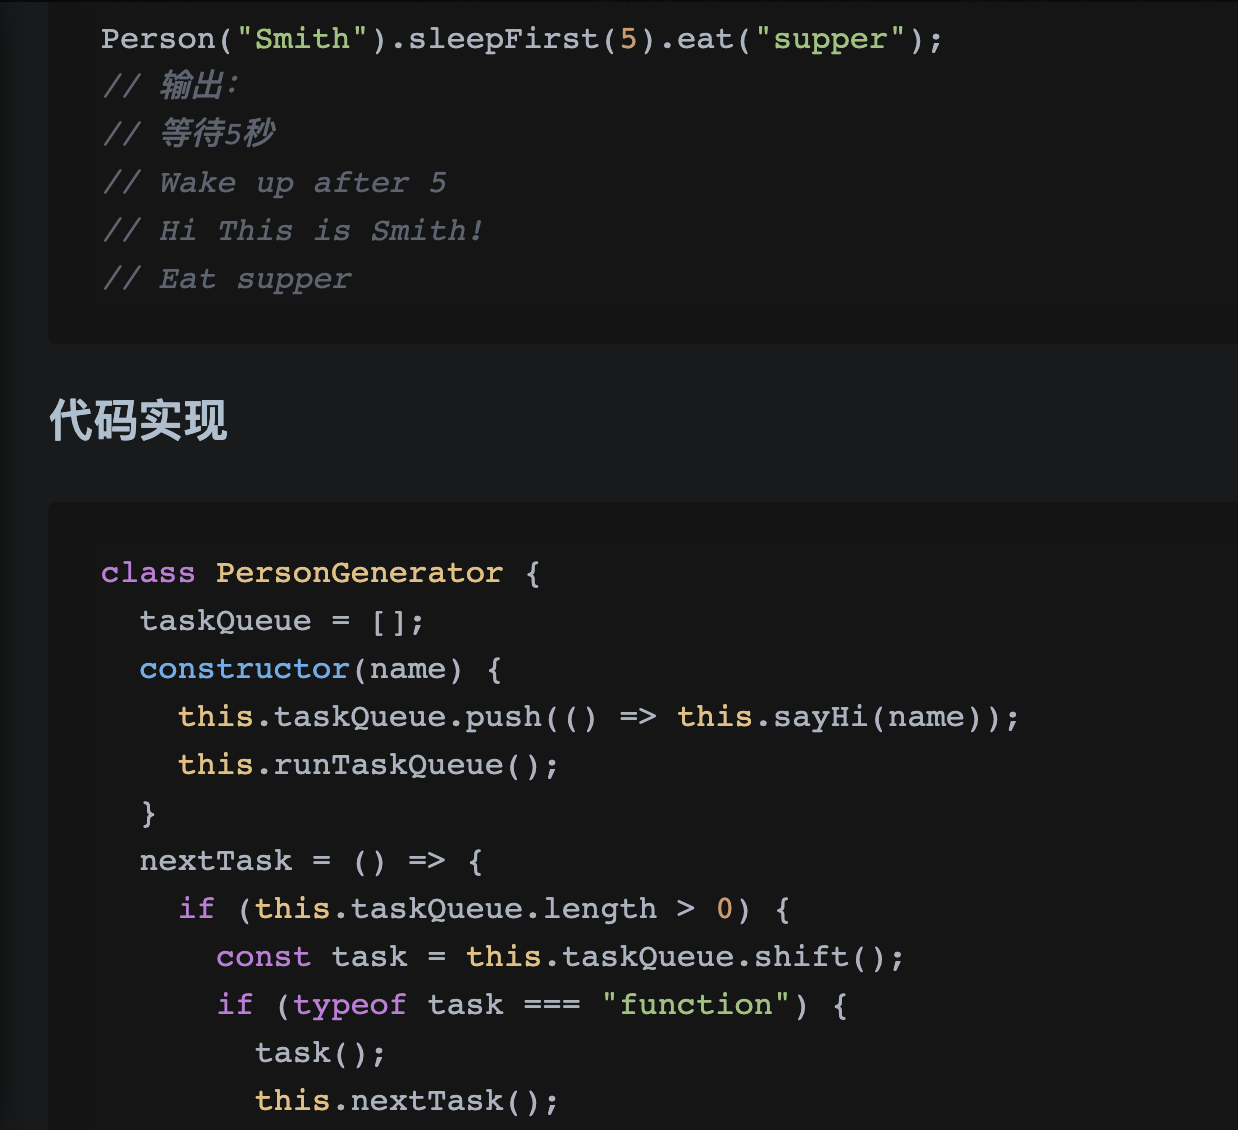 Person("Smith").sleepFirst(5).eat("supper");
// 输出：
// 等待5秒
// Wake up after 5
// Hi This is Smith!
// Eat supper
代码实现
class PersonGenerator {
taskQueue = [];
constructor(name) {
this.taskQueue.push(() => this.sayHi(name));
this.runTaskQueue();
}
nextTask = () => {
if (this.taskQueue.length > 0) {
const task = this.taskQueue.shift();
if (typeof task === "function") {
task();
this.nextTask();